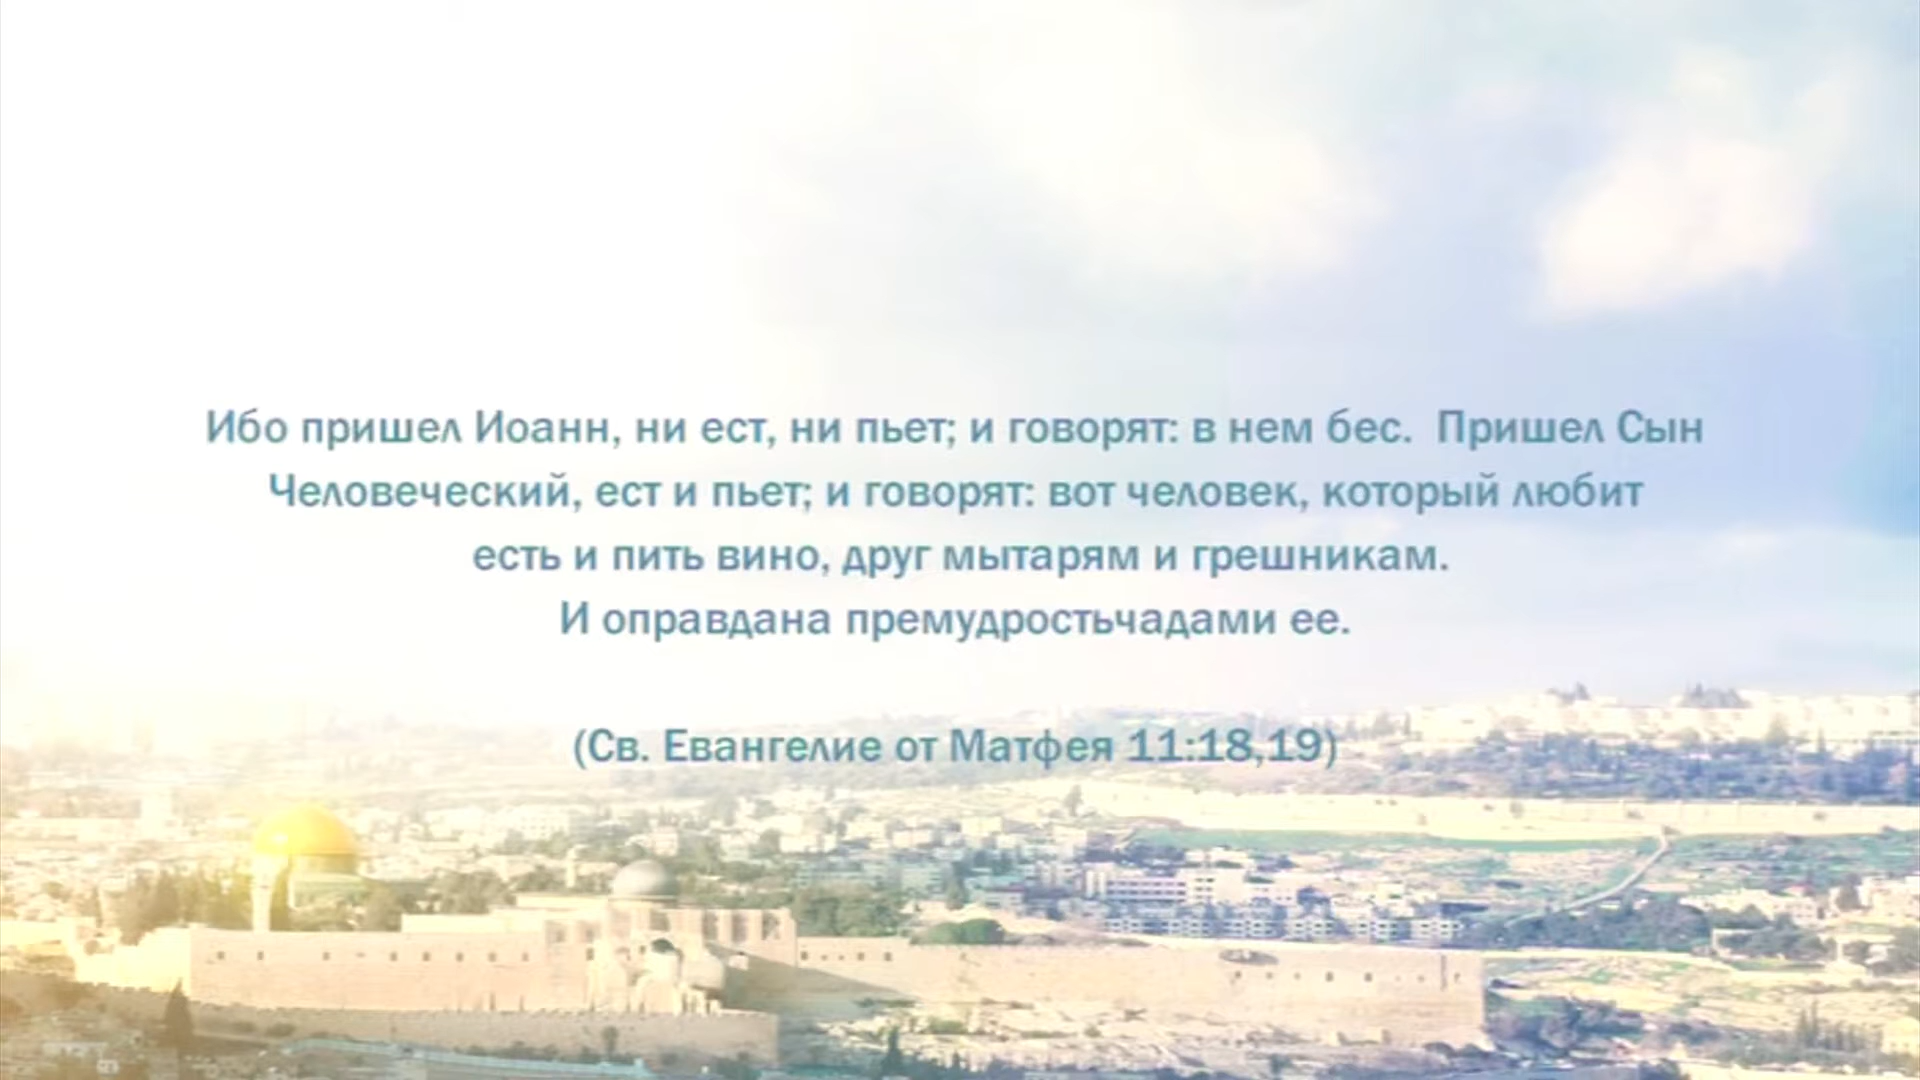 Ибо пришел Иоанн, ни ест, ни пьет; и говорят: в нем бес.  Пришел Сын
Человеческий, ест и пьет; и говорят: вот человек, который любит
есть и пить вино, друг мытарям и грешникам.
И оправдана премудростьчадами ее.
(Св. Евангелие от Матфея 11:18,19)